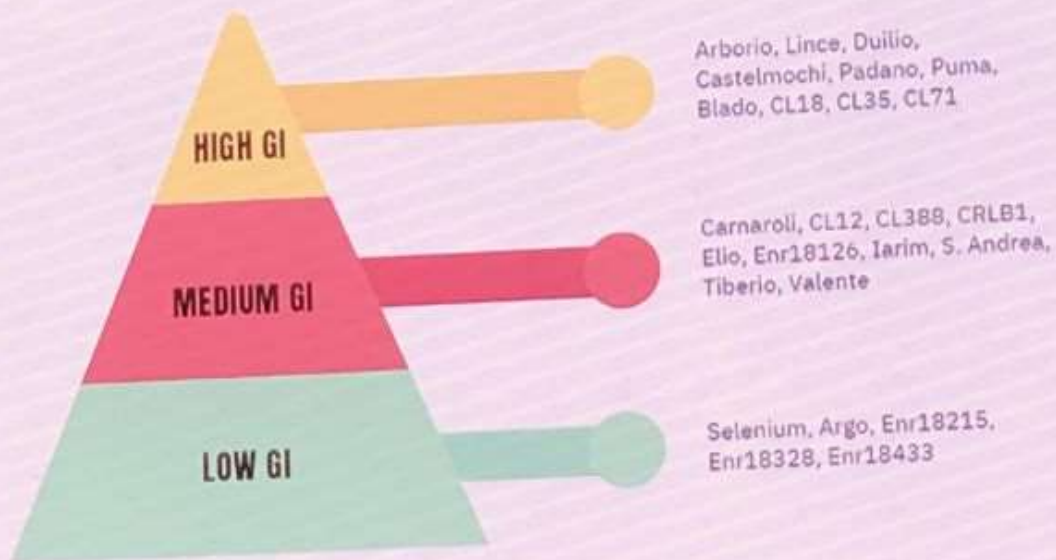 HIGH GI
Arborio, Lince, Duilio,
Castelmochi, Padano, Puma,
Blado, CL18, CL35, CL71
MEDIUM GI
Carnaroli, CL12, CL388, CRLB1,
Elio, Enr18126, Iarim, S. Andrea,
Tiberio, Valente
LOW GI
Selenium, Argo, Enr18215,
Enr18328, Enr18433